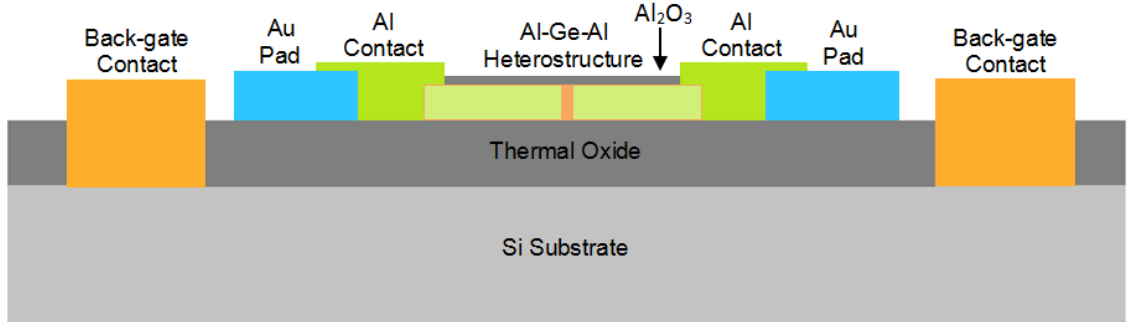 Back-gate
Contact
Au
Pad
Al
Contact
Al-Ge-Al
Heterostructure
Al₂O₃
Al
Contact
Au
Pad
Back-gate
Contact
Thermal Oxide
Si Substrate